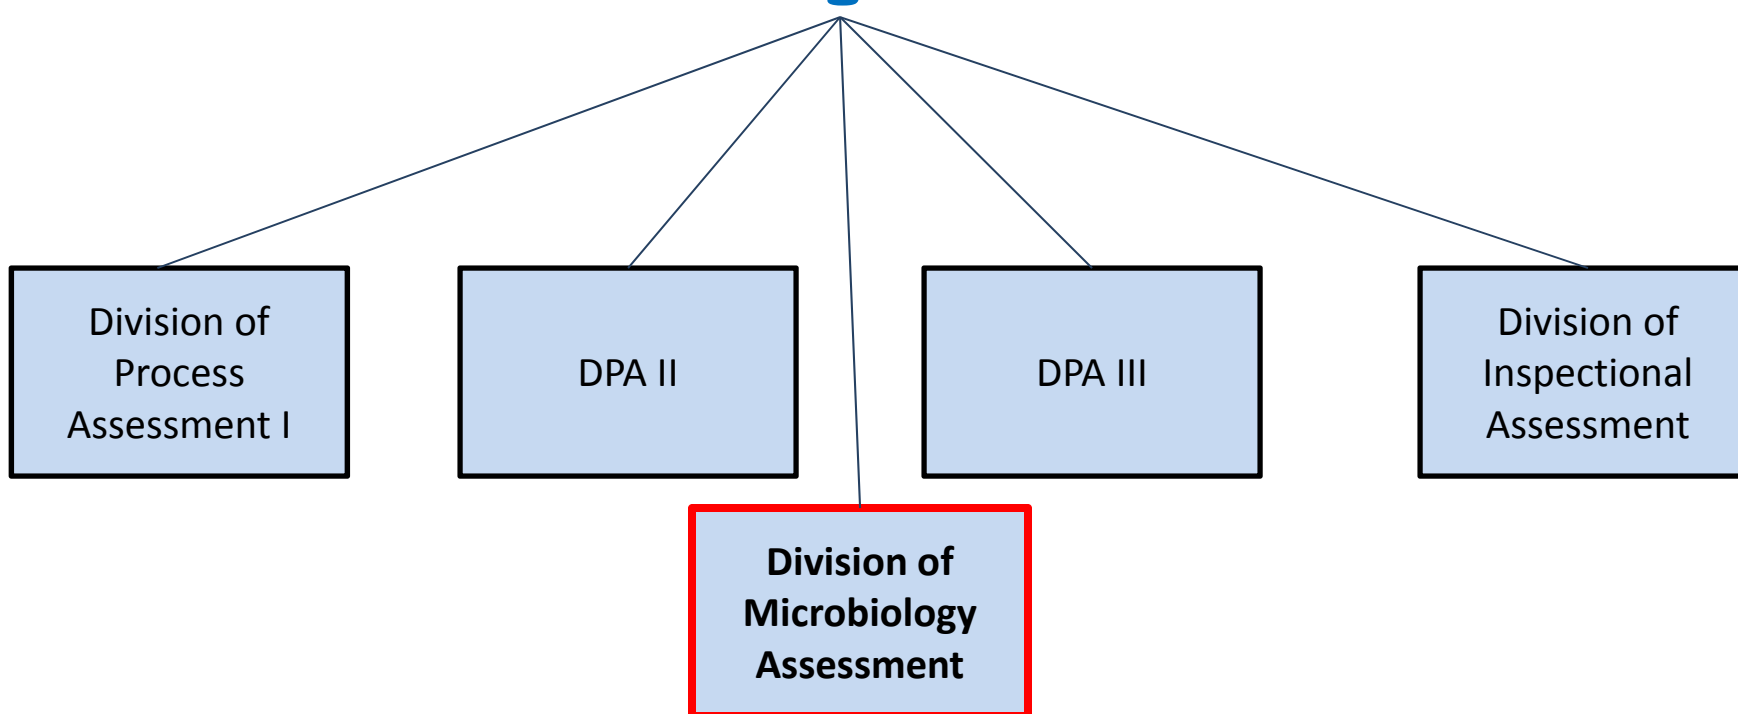 Division of
Process
Assessment I
DPA II
DPA III
Division of
Inspectional
Assessment
Division of
Microbiology
Assessment